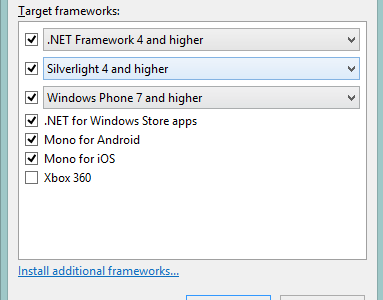 Target frameworks:
.NET Framework 4 and higher
Silverlight 4 and higher
Windows Phone 7 and higher
.NET for Windows Store apps
Mono for Android
Mono for iOS
Xbox 360
Install additional frameworks...